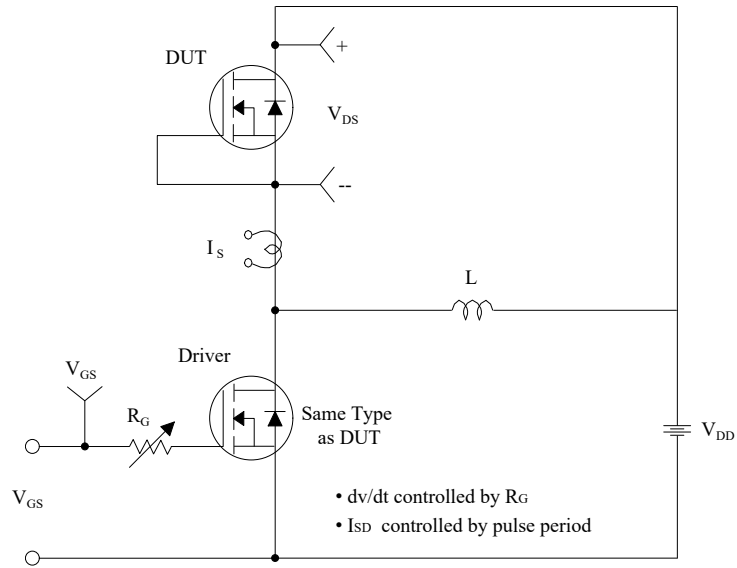 DUT
+
VDS
--
IS
L
Driver
VGS
RG
Same Type
as DUT
VDD
VGS
• dv/dt controlled by RG
• ISD controlled by pulse period